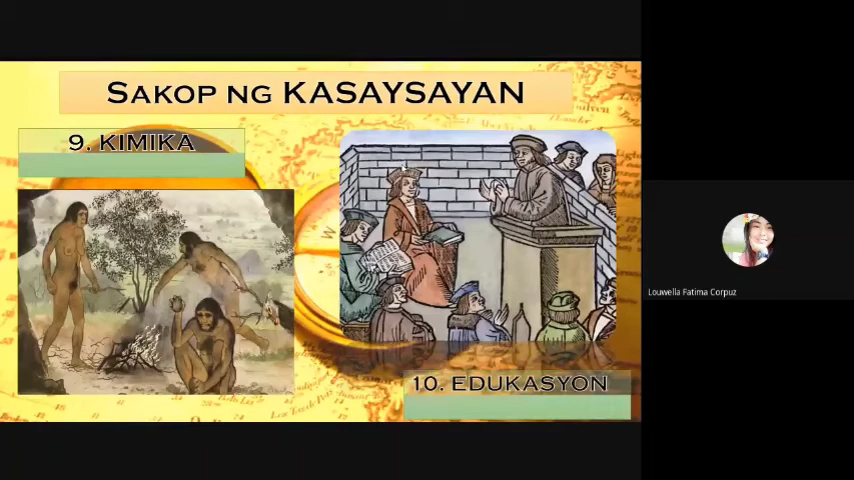 SAKOP NG KASAYSAYAN
9. KIMIKA
10. EDUKASYON
Louwella Fatima Corpuz